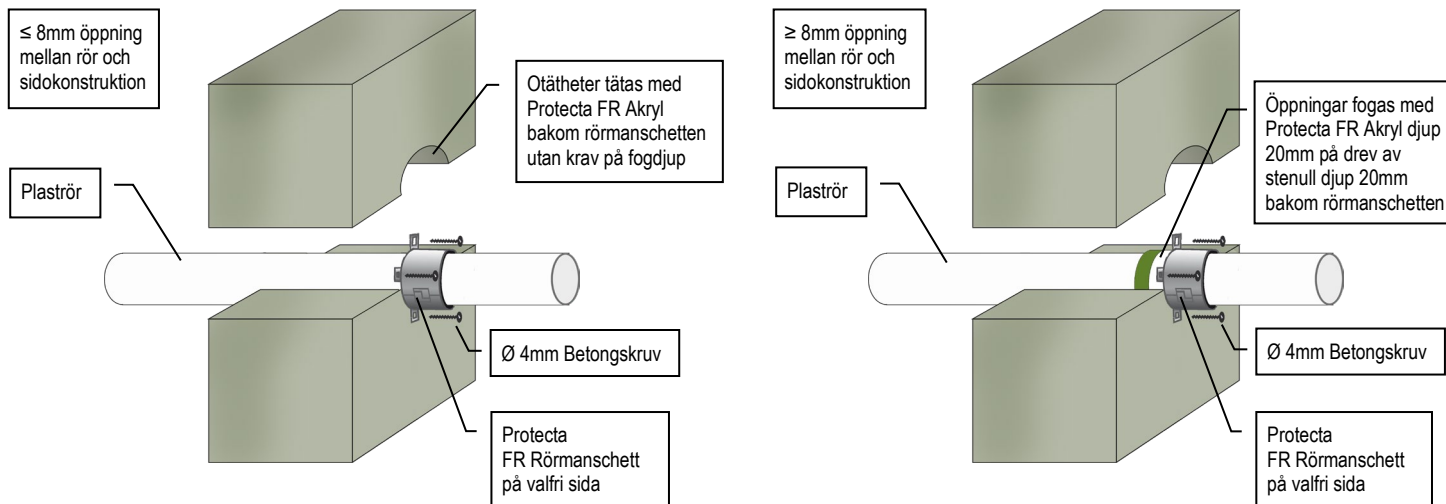 ≤ 8mm öppning
mellan rör och
sidokonstruktion
Otätheter tätas med
Protecta FR Akryl
bakom rörmanschetten
utan krav på fogdjup
Plaströr
Ø 4mm Betongskruv
Protecta
FR Rörmanschett
på valfri sida
≥ 8mm öppning
mellan rör och
sidokonstruktion
Öppningar fogas med
Protecta FR Akryl djup
20mm på drev av
stenull djup 20mm
bakom rörmanschetten
Plaströr
Ø 4mm Betongskruv
Protecta
FR Rörmanschett
på valfri sida